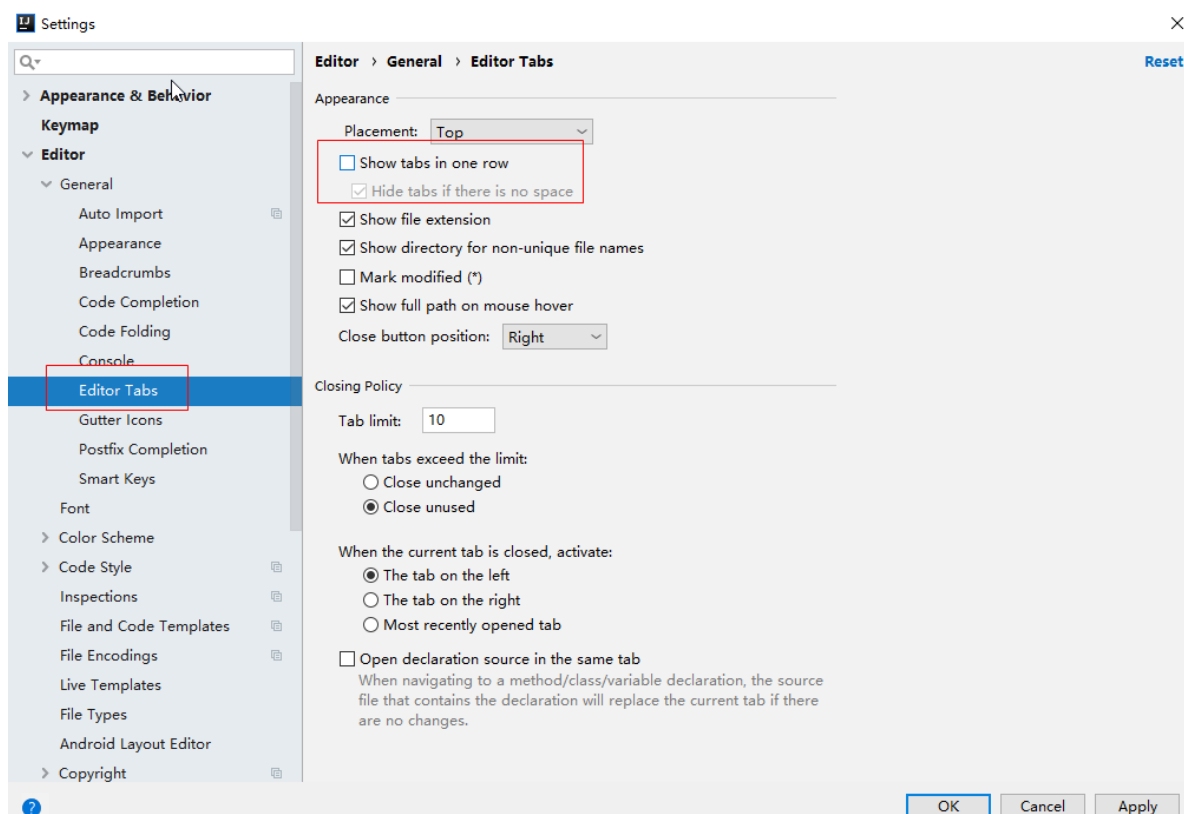 Settings
Appearance & Behavior
Keymap
Editor
General
Auto Import
Appearance
Breadcrumbs
Code Completion
Code Folding
Console
Editor Tabs
Gutter Icons
Postfix Completion
Smart Keys
Font
Color Scheme
Code Style
Inspections
File and Code Templates
File Encodings
Live Templates
File Types
Android Layout Editor
Copyright
Editor › General › Editor Tabs
Reset
Appearance
Placement: Top
Show tabs in one row
Hide tabs if there is no space
Show file extension
Show directory for non-unique file names
Mark modified (*)
Show full path on mouse hover
Close button position: Right
Closing Policy
Tab limit: 10
When tabs exceed the limit:
Close unchanged
Close unused
When the current tab is closed, activate:
The tab on the left
The tab on the right
Most recently opened tab
Open declaration source in the same tab
When navigating to a method/class/variable declaration, the source
file that contains the declaration will replace the current tab if there
are no changes.
?
OK Cancel Apply